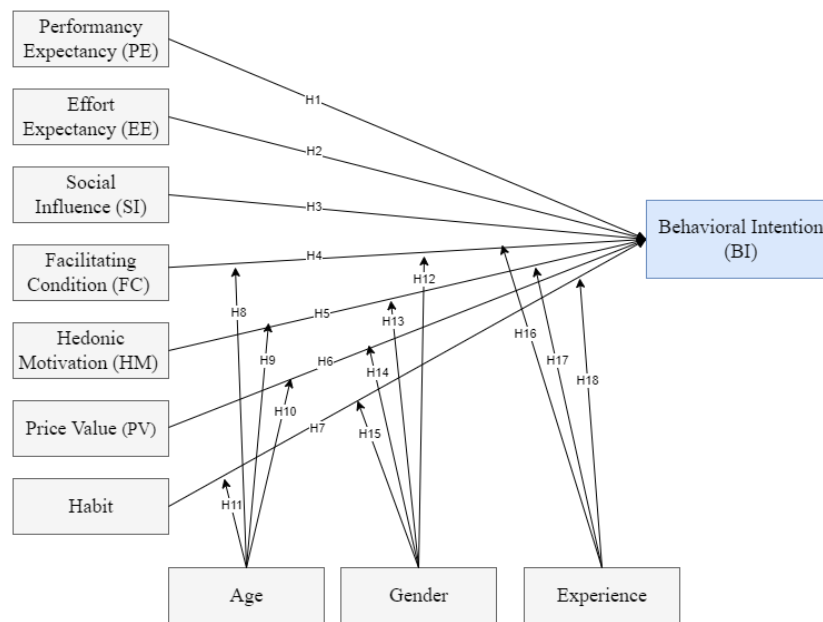 Performancy
Expectancy (PE)
Effort
Expectancy (EE)
Social
Influence (SI)
Facilitating
Condition (FC)
Hedonic
Motivation (HM)
Price Value (PV)
Habit
H1
H2
H3
H4
H5
H6
H7
H8
H9
H10
H11
H12
H13
H14
H15
H16
H17
H18
Behavioral Intention
(BI)
Age
Gender
Experience